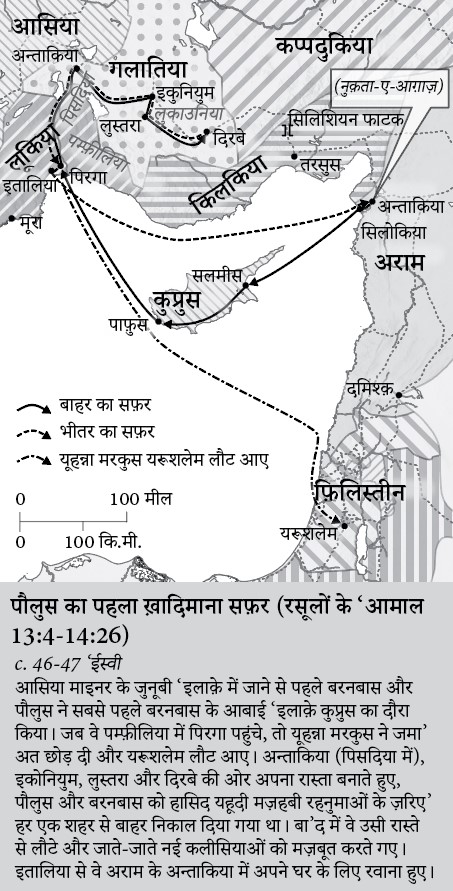 आसिया
अन्ताकिया
गलातिया
कप्पदुकिया
पिसदिया
इकुनियुम
(नुक़ता-ए-आग़ाज़)
लुस्तरा
लुकाउनिया
दिरबे
सिलिशियन फाटक
पम्फ़ीलिया
लूकिया
तरसुस
किलकिया
इतालिया
पिरगा
मूरा
अन्ताकिया
सिलोकिया
अराम
सलमीस
कुप्रुस
पाफ़ुस
दमिश्क़
बाहर का सफ़र
भीतर का सफ़र
यूहन्ना मरकुस यरूशलेम लौट आए
फ़िलिस्तीन
यरूशलेम
0 100 मील
0 100 कि.मी.
पौलुस का पहला ख़ादिमाना सफ़र (रसूलों के ‘आमाल
13:4-14:26)
c. 46-47 ‘ईस्वी
आसिया माइनर के जुनूबी ‘इलाक़े में जाने से पहले बरनबास और
पौलुस ने सबसे पहले बरनबास के आबाई ‘इलाक़े कुप्रुस का दौरा
किया। जब वे पम्फ़ीलिया में पिरगा पहुंचे, तो यूहन्ना मरकुस ने जमा’
अत छोड़ दी और यरूशलेम लौट आए। अन्ताकिया (पिसदिया में),
इकोनियुम, लुस्तरा और दिरबे की ओर अपना रास्ता बनाते हुए,
पौलुस और बरनबास को हासिद यहूदी मज़हबी रहनुमाओं के ज़रिए’
हर एक शहर से बाहर निकाल दिया गया था। बा’द में वे उसी रास्ते
से लौटे और जाते-जाते नई कलीसियाओं को मज़बूत करते गए।
इतालिया से वे अराम के अन्ताकिया में अपने घर के लिए रवाना हुए।